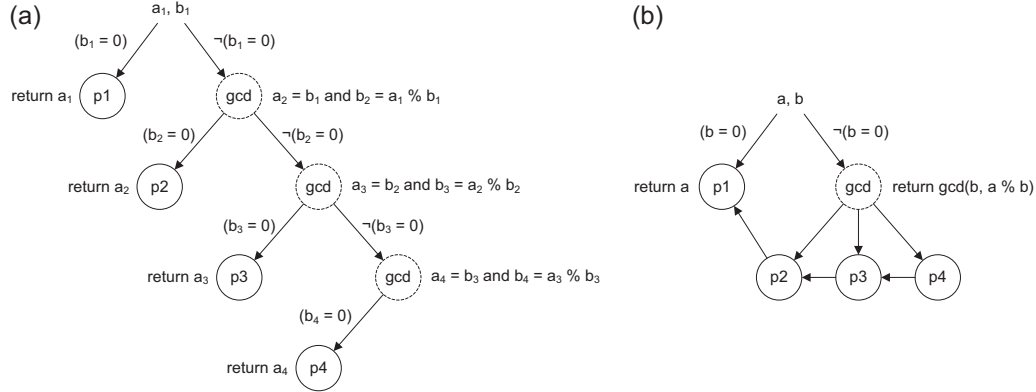 (a)
a₁, b₁
(b₁ = 0)
¬(b₁ = 0)
return a₁
p1
gcd
a₂ = b₁ and b₂ = a₁ % b₁
(b₂ = 0)
¬(b₂ = 0)
return a₂
p2
gcd
a₃ = b₂ and b₃ = a₂ % b₂
(b₃ = 0)
¬(b₃ = 0)
return a₃
p3
gcd
a₄ = b₃ and b₄ = a₃ % b₃
(b₄ = 0)
return a₄
p4
(b)
a, b
(b = 0)
¬(b = 0)
return a
p1
gcd
return gcd(b, a % b)
p2
p3
p4